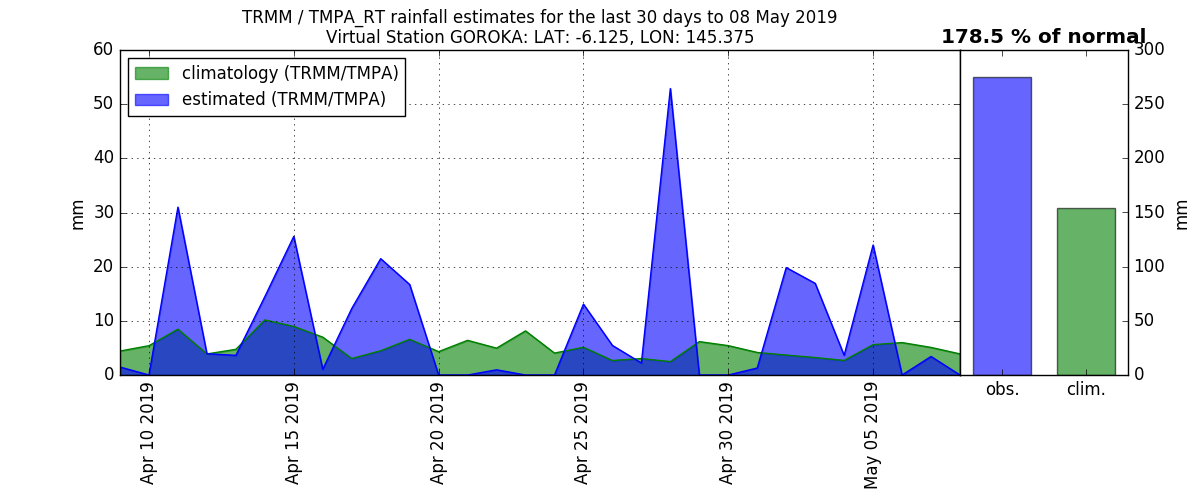 TRMM / TMPA_RT rainfall estimates for the last 30 days to 08 May 2019
Virtual Station GOROKA: LAT: -6.125, LON: 145.375
178.5 % of normal
climatology (TRMM/TMPA)
estimated (TRMM/TMPA)
mm
60
50
40
30
20
10
0
Apr 10 2019
Apr 15 2019
Apr 20 2019
Apr 25 2019
Apr 30 2019
May 05 2019
obs.
clim.
300
250
200
150
100
50
0
mm